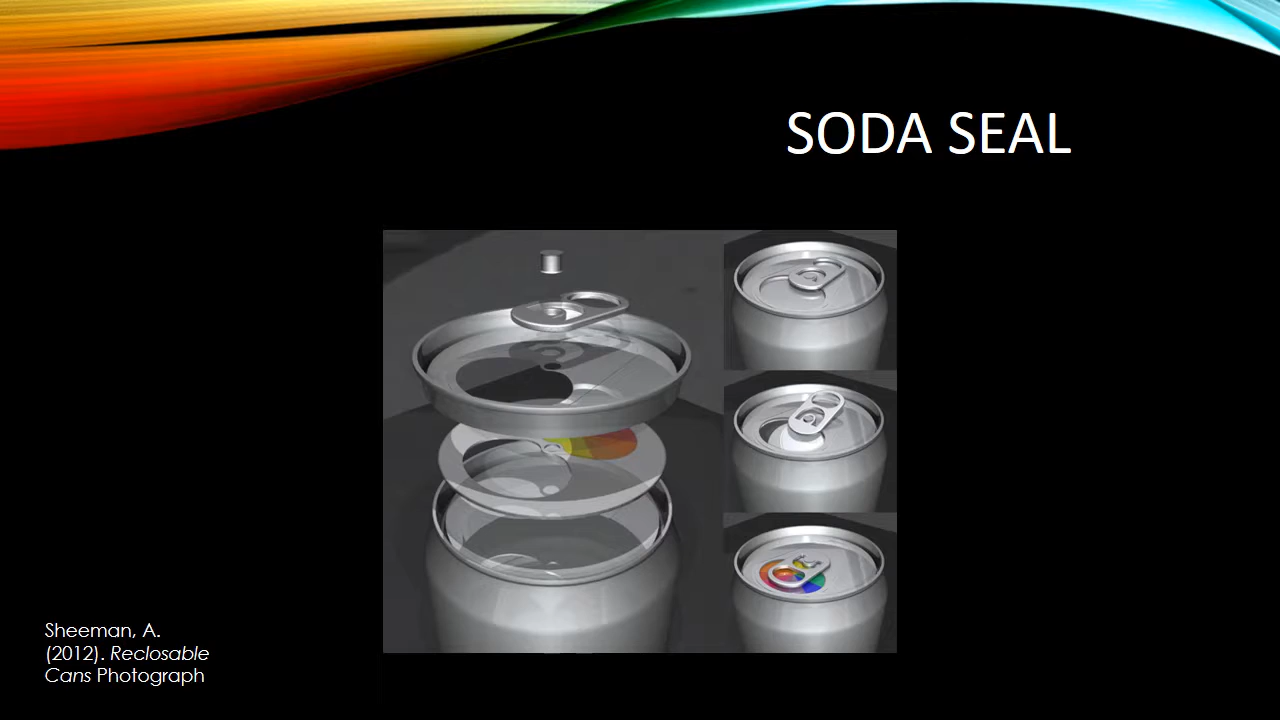 SODA SEAL
Sheeman, A.
(2012). Reclosable
Cans Photograph